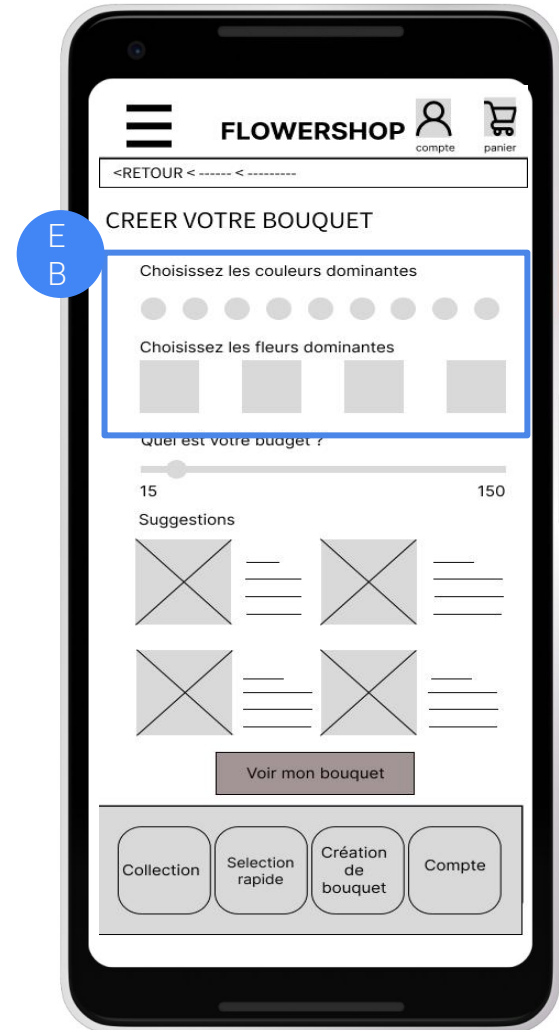 FLOWERSHOP
compte
panier
<RETOUR < ------ < ---------
CREER VOTRE BOUQUET
E
B
Choisissez les couleurs dominantes
Choisissez les fleurs dominantes
Quel est votre budget ?
15
150
Suggestions
Voir mon bouquet
Collection
Selection
rapide
Création
de
bouquet
Compte